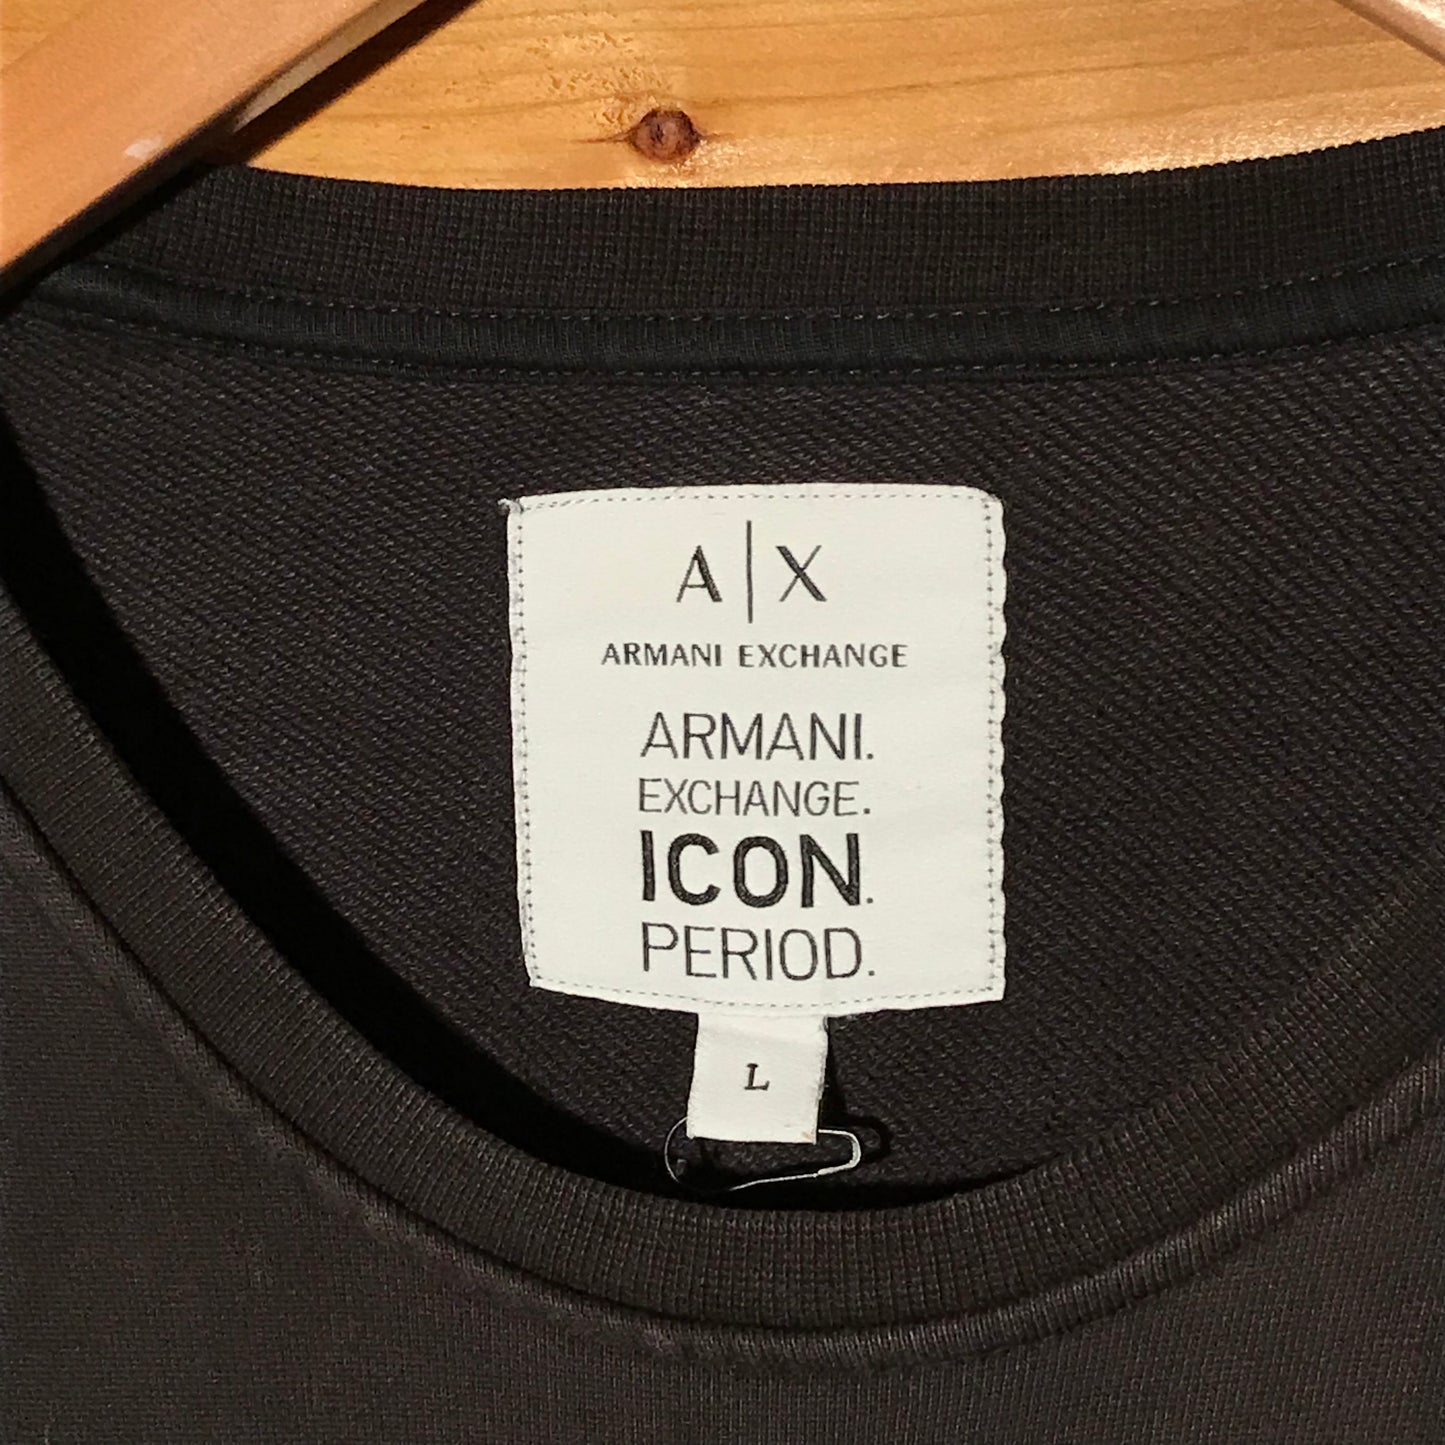 A|X
ARMANI EXCHANGE
ARMANI.
EXCHANGE.
ICON.
PERIOD.
L